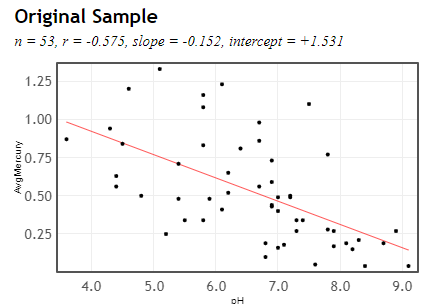 Original Sample
n = 53, r = -0.575, slope = -0.152, intercept = +1.531
1.25
1.00
0.75
0.50
0.25
AvgMercury
4.0 5.0 6.0 7.0 8.0 9.0
pH